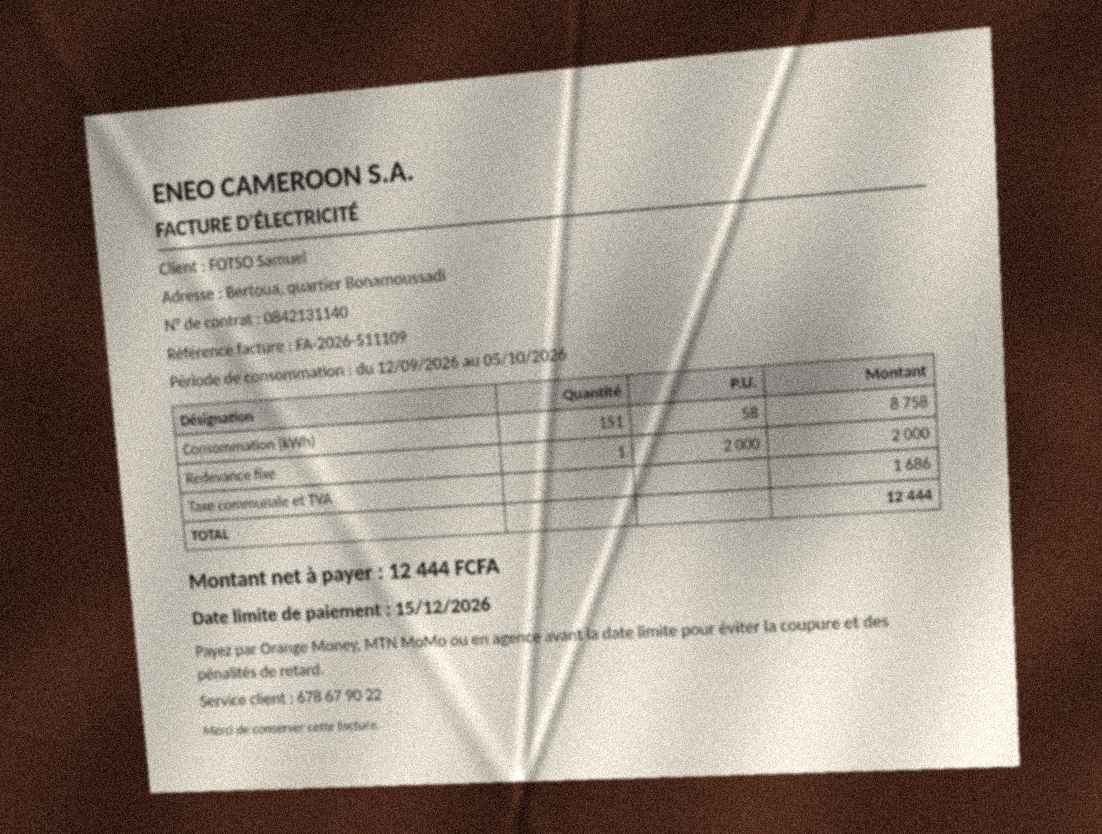 ENEO CAMEROON S.A.
FACTURE D'ÉLECTRICITÉ
Client : FOTSO Samuel
Adresse : Bertoua, quartier Bonamoussadi
N° de contrat : 0842131140
Référence facture : FA-2026-511109
Période de consommation : du 12/09/2026 au 05/10/2026
Désignation Quantité P.U. Montant
Consommation (kWh) 151 58 8 758
Redevance fixe 1 2 000 2 000
Taxe communale et TVA 1 686
TOTAL 12 444
Montant net à payer : 12 444 FCFA
Date limite de paiement : 15/12/2026
Payez par Orange Money, MTN MoMo ou en agence avant la date limite pour éviter la coupure et des
pénalités de retard.
Service client : 678 67 90 22
Merci de conserver cette facture.